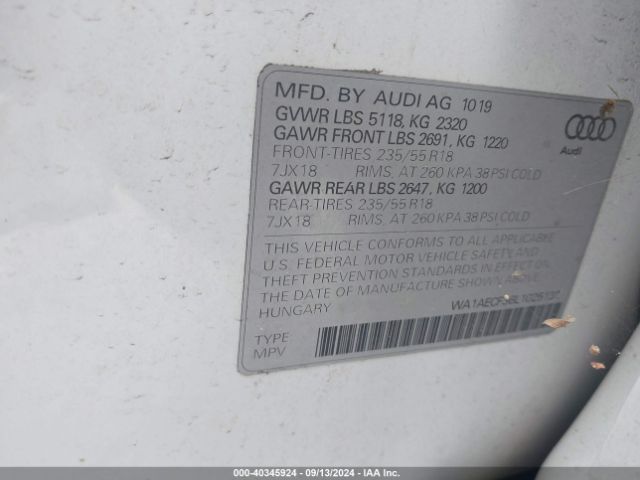 MFD. BY AUDI AG 1019
GVWR LBS 5118, KG 2320
GAWR FRONT LBS 2691, KG 1220
FRONT-TIRES 235/55 R18
7JX18 RIMS, AT 260 KPA 38 PSI COLD
GAWR REAR LBS 2647, KG 1200
REAR-TIRES 235/55 R18
7JX18 RIMS, AT 260 KPA 38 PSI COLD
Audi
THIS VEHICLE CONFORMS TO ALL APPLICABLE
U.S. FEDERAL MOTOR VEHICLE SAFETY AND
THEFT PREVENTION STANDARDS IN EFFECT ON
THE DATE OF MANUFACTURE SHOWN ABOVE.
HUNGARY
TYPE
MPV
000-40345924 / 09/13/2024 / IAA Inc.